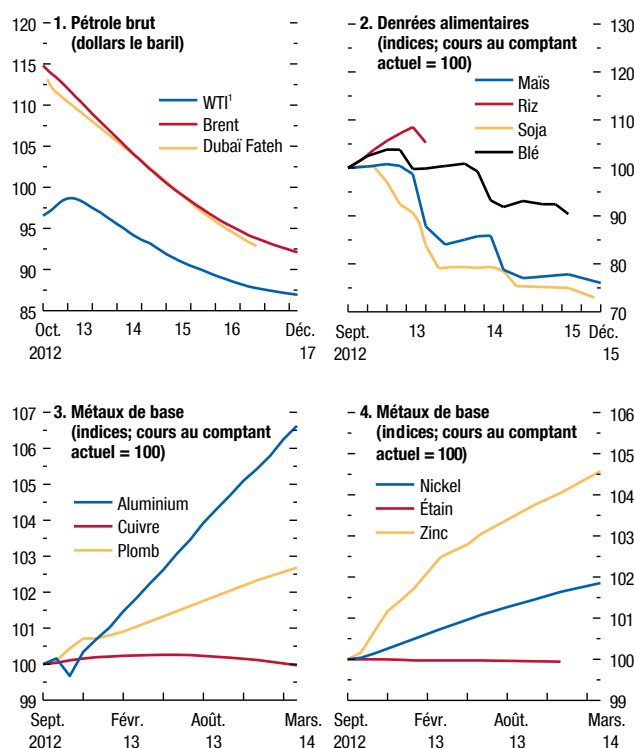 1. Pétrole brut
(dollars le baril)
WTI¹
Brent
Dubaï Fateh
120
115
110
105
100
95
90
85
Oct. 13 14 15 16 Déc.
2012 17
2. Denrées alimentaires
(indices; cours au comptant
actuel = 100)
Maïs
Riz
Soja
Blé
130
120
110
100
90
80
70
Sept. 13 14 15 Déc.
2012 15
3. Métaux de base
(indices; cours au comptant
actuel = 100)
Aluminium
Cuivre
Plomb
107
106
105
104
103
102
101
100
99
Sept. Févr. Août. Mars.
2012 13 13 14
4. Métaux de base
(indices; cours au comptant
actuel = 100)
Nickel
Étain
Zinc
106
105
104
103
102
101
100
99
Sept. Févr. Août. Mars.
2012 13 13 14